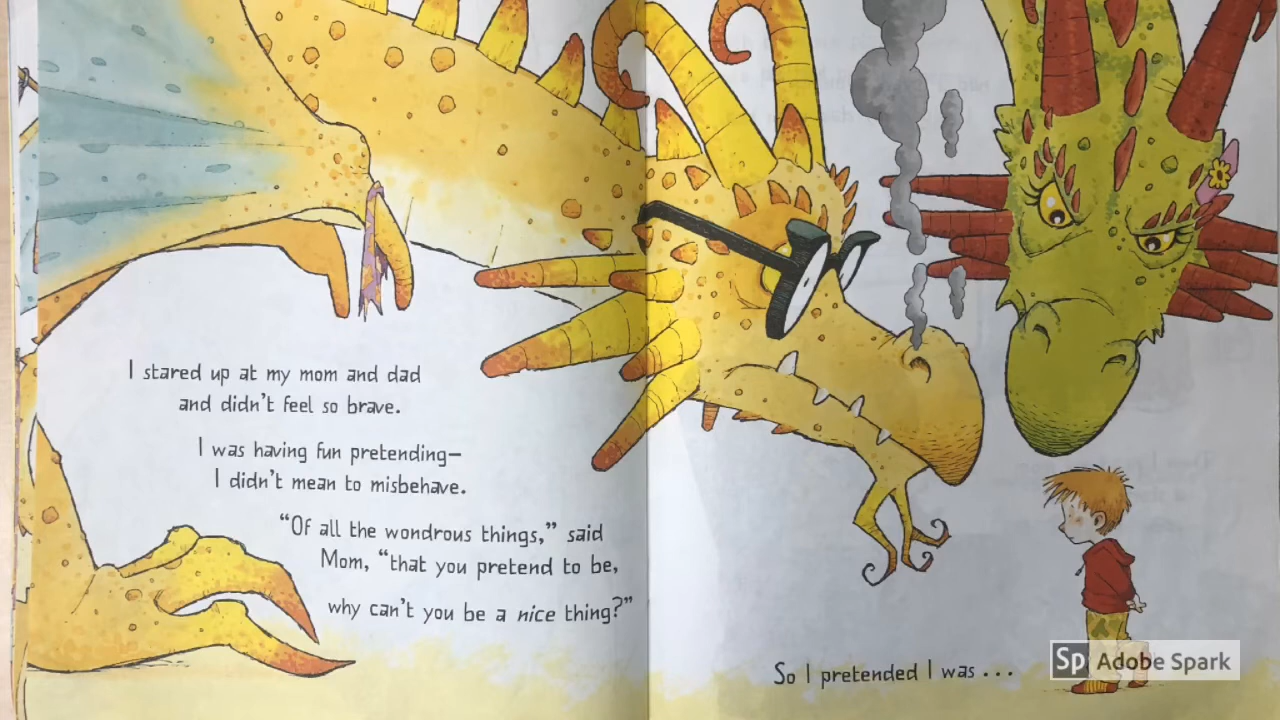 I stared up at my mom and dad
and didn't feel so brave.
I was having fun pretending—
I didn't mean to misbehave.
“Of all the wondrous things,” said
Mom, “that you pretend to be,
why can't you be a nice thing?”
So I pretended I was . . .
Sp Adobe Spark